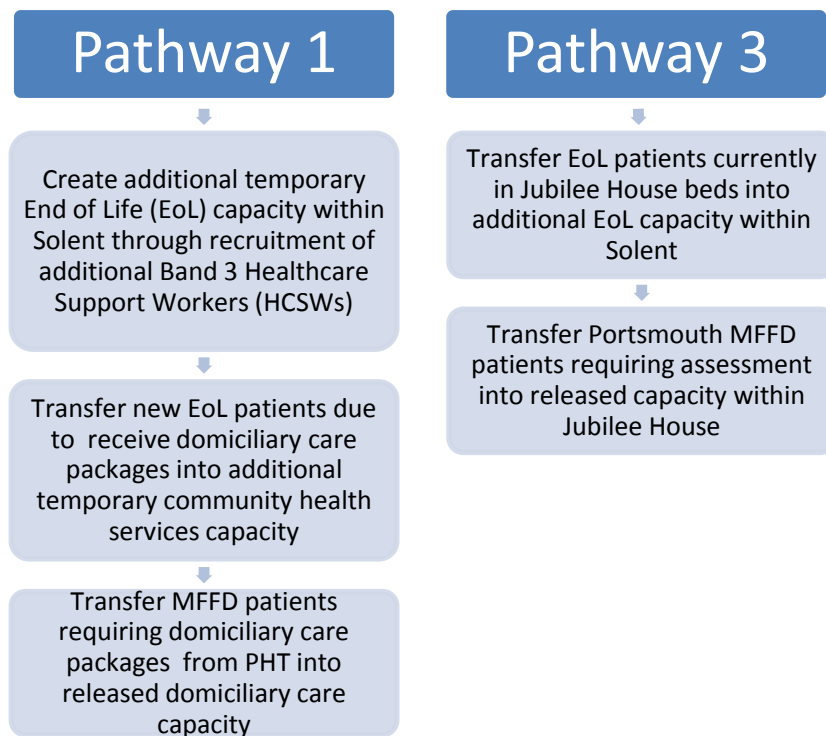 Pathway 1
Create additional temporary
End of Life (EoL) capacity within
Solent through recruitment of
additional Band 3 Healthcare
Support Workers (HCSWs)
Transfer new EoL patients due
to receive domiciliary care
packages into additional
temporary community health
services capacity
Transfer MFFD patients
requiring domiciliary care
packages from PHT into
released domiciliary care
capacity
Pathway 3
Transfer EoL patients currently
in Jubilee House beds into
additional EoL capacity within
Solent
Transfer Portsmouth MFFD
patients requiring assessment
into released capacity within
Jubilee House